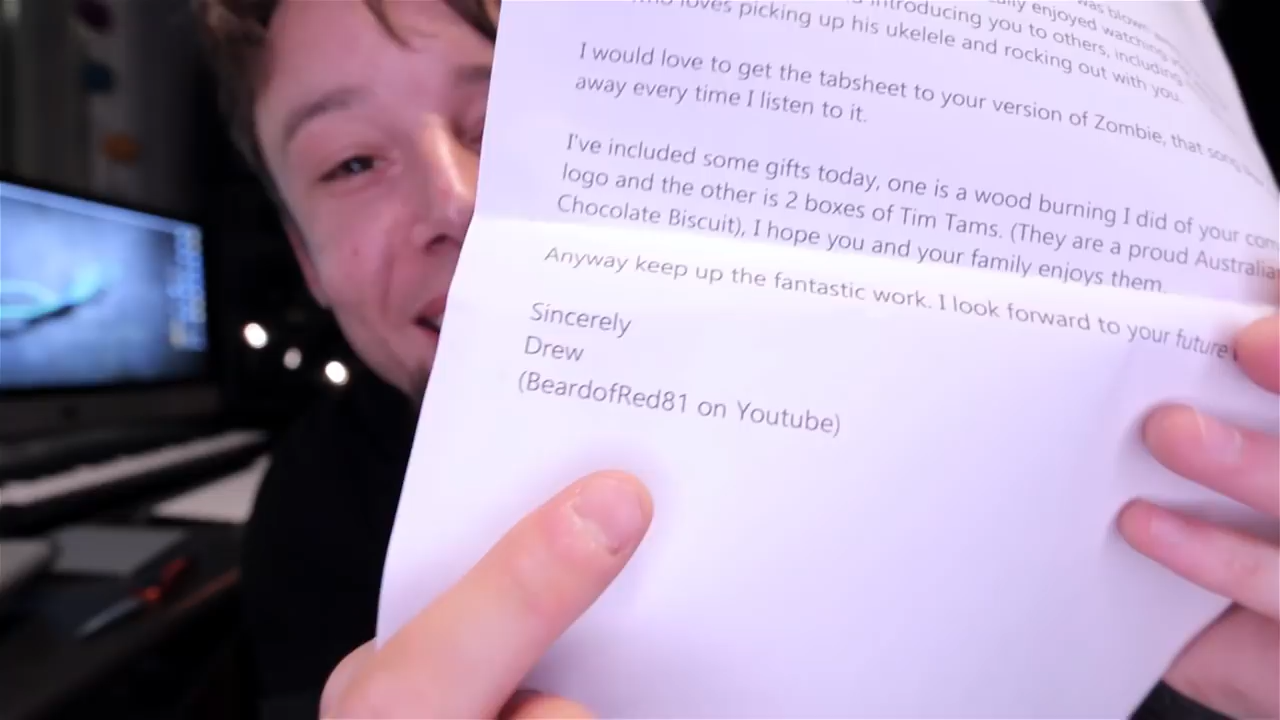 was blown
enjoyed watching
introducing you to others, including
loves picking up his ukelele and rocking out with you.
I would love to get the tabsheet to your version of Zombie, that song
away every time I listen to it.
I've included some gifts today, one is a wood burning I did of your
logo and the other is 2 boxes of Tim Tams. (They are a proud Australian
Chocolate Biscuit), I hope you and your family enjoys them.
Anyway keep up the fantastic work. I look forward to your future
Sincerely
Drew
(BeardofRed81 on Youtube)